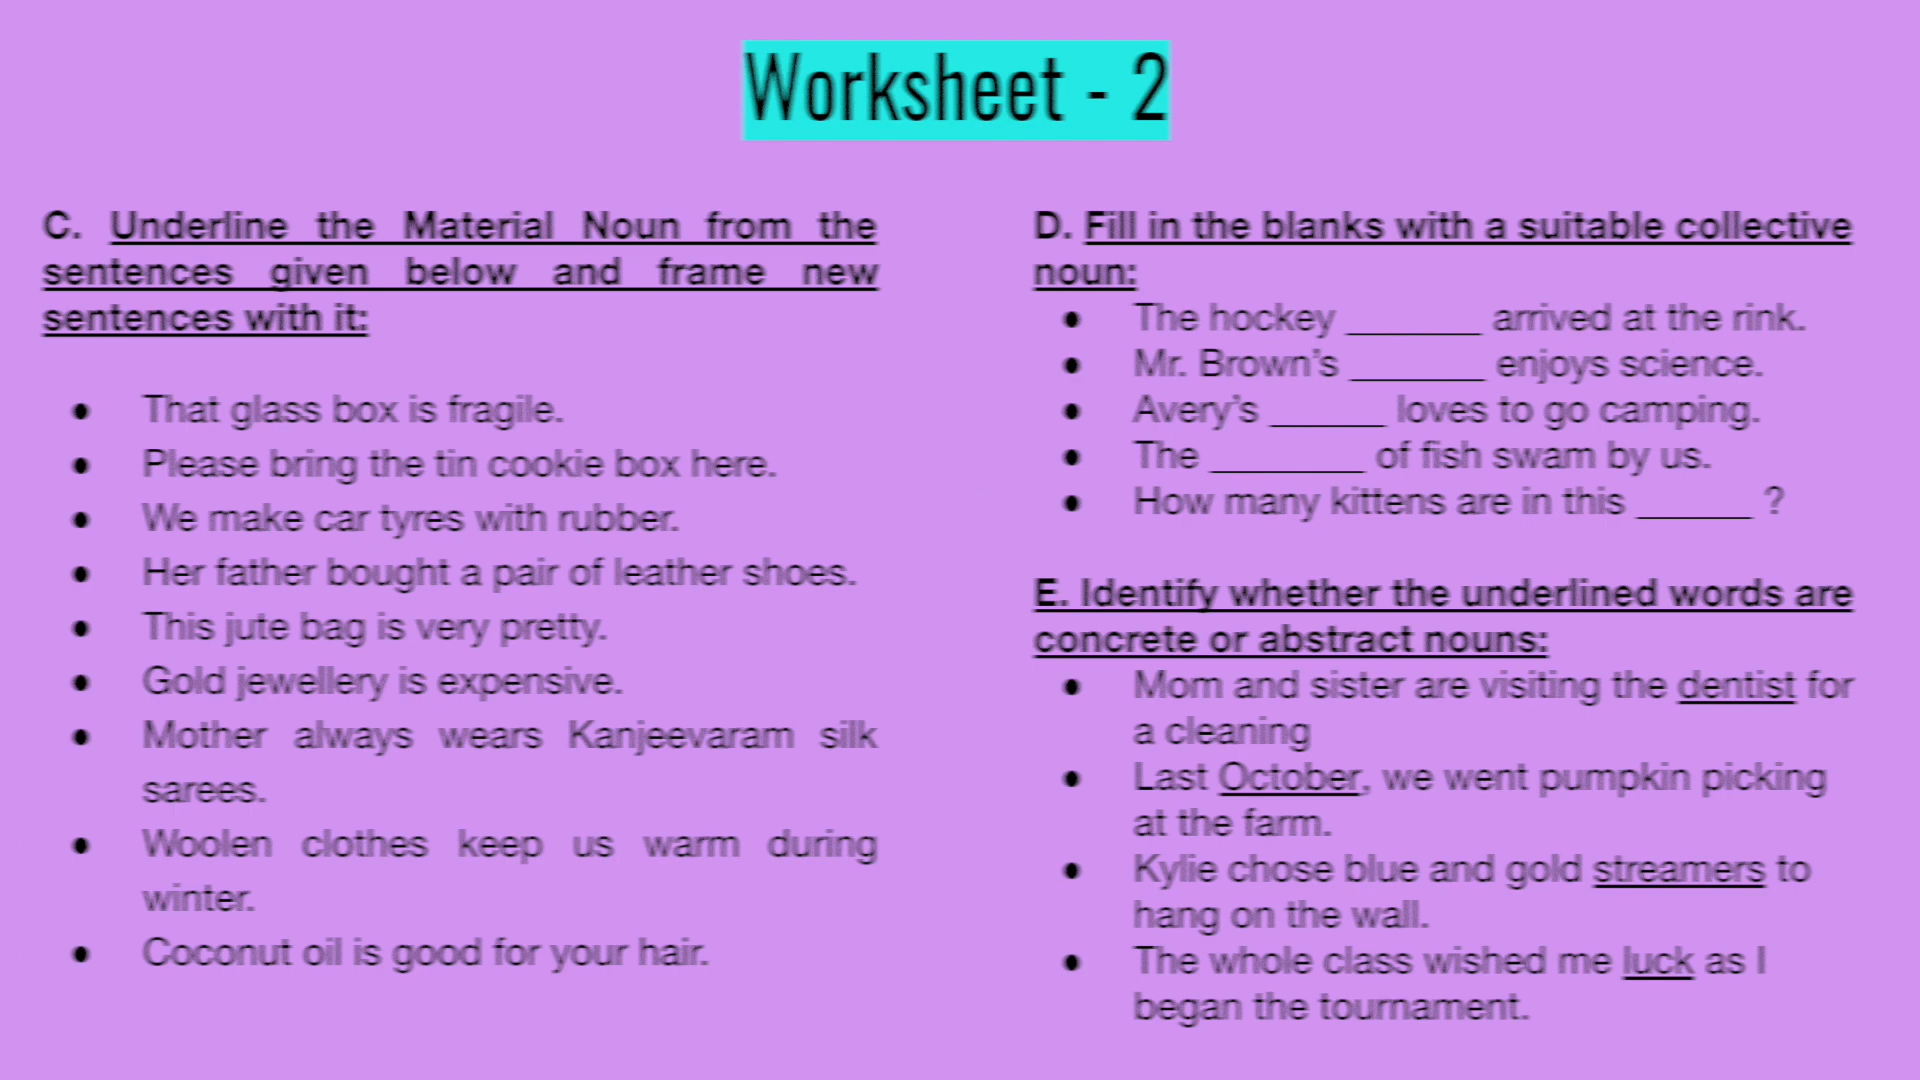 Worksheet - 2
C. Underline the Material Noun from the
sentences given below and frame new
sentences with it:
● That glass box is fragile.
● Please bring the tin cookie box here.
● We make car tyres with rubber.
● Her father bought a pair of leather shoes.
● This jute bag is very pretty.
● Gold jewellery is expensive.
● Mother always wears Kanjeevaram silk
sarees.
● Woolen clothes keep us warm during
winter.
● Coconut oil is good for your hair.
D. Fill in the blanks with a suitable collective
noun:
● The hockey _______ arrived at the rink.
● Mr. Brown’s _______ enjoys science.
● Avery’s ______ loves to go camping.
● The ________ of fish swam by us.
● How many kittens are in this ______ ?
E. Identify whether the underlined words are
concrete or abstract nouns:
● Mom and sister are visiting the dentist for
a cleaning
● Last October, we went pumpkin picking
at the farm.
● Kylie chose blue and gold streamers to
hang on the wall.
● The whole class wished me luck as I
began the tournament.